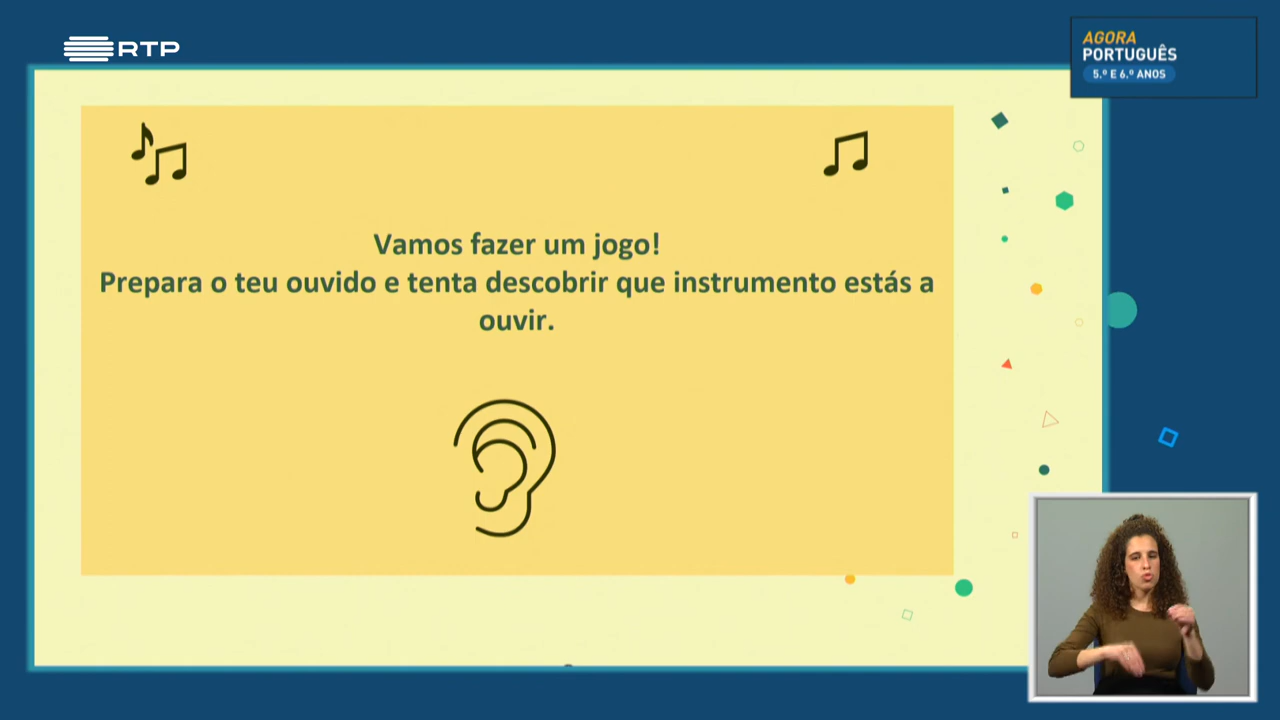 RTP
AGORA
PORTUGUÊS
5.º E 6.º ANOS
Vamos fazer um jogo!
Prepara o teu ouvido e tenta descobrir que instrumento estás a
ouvir.